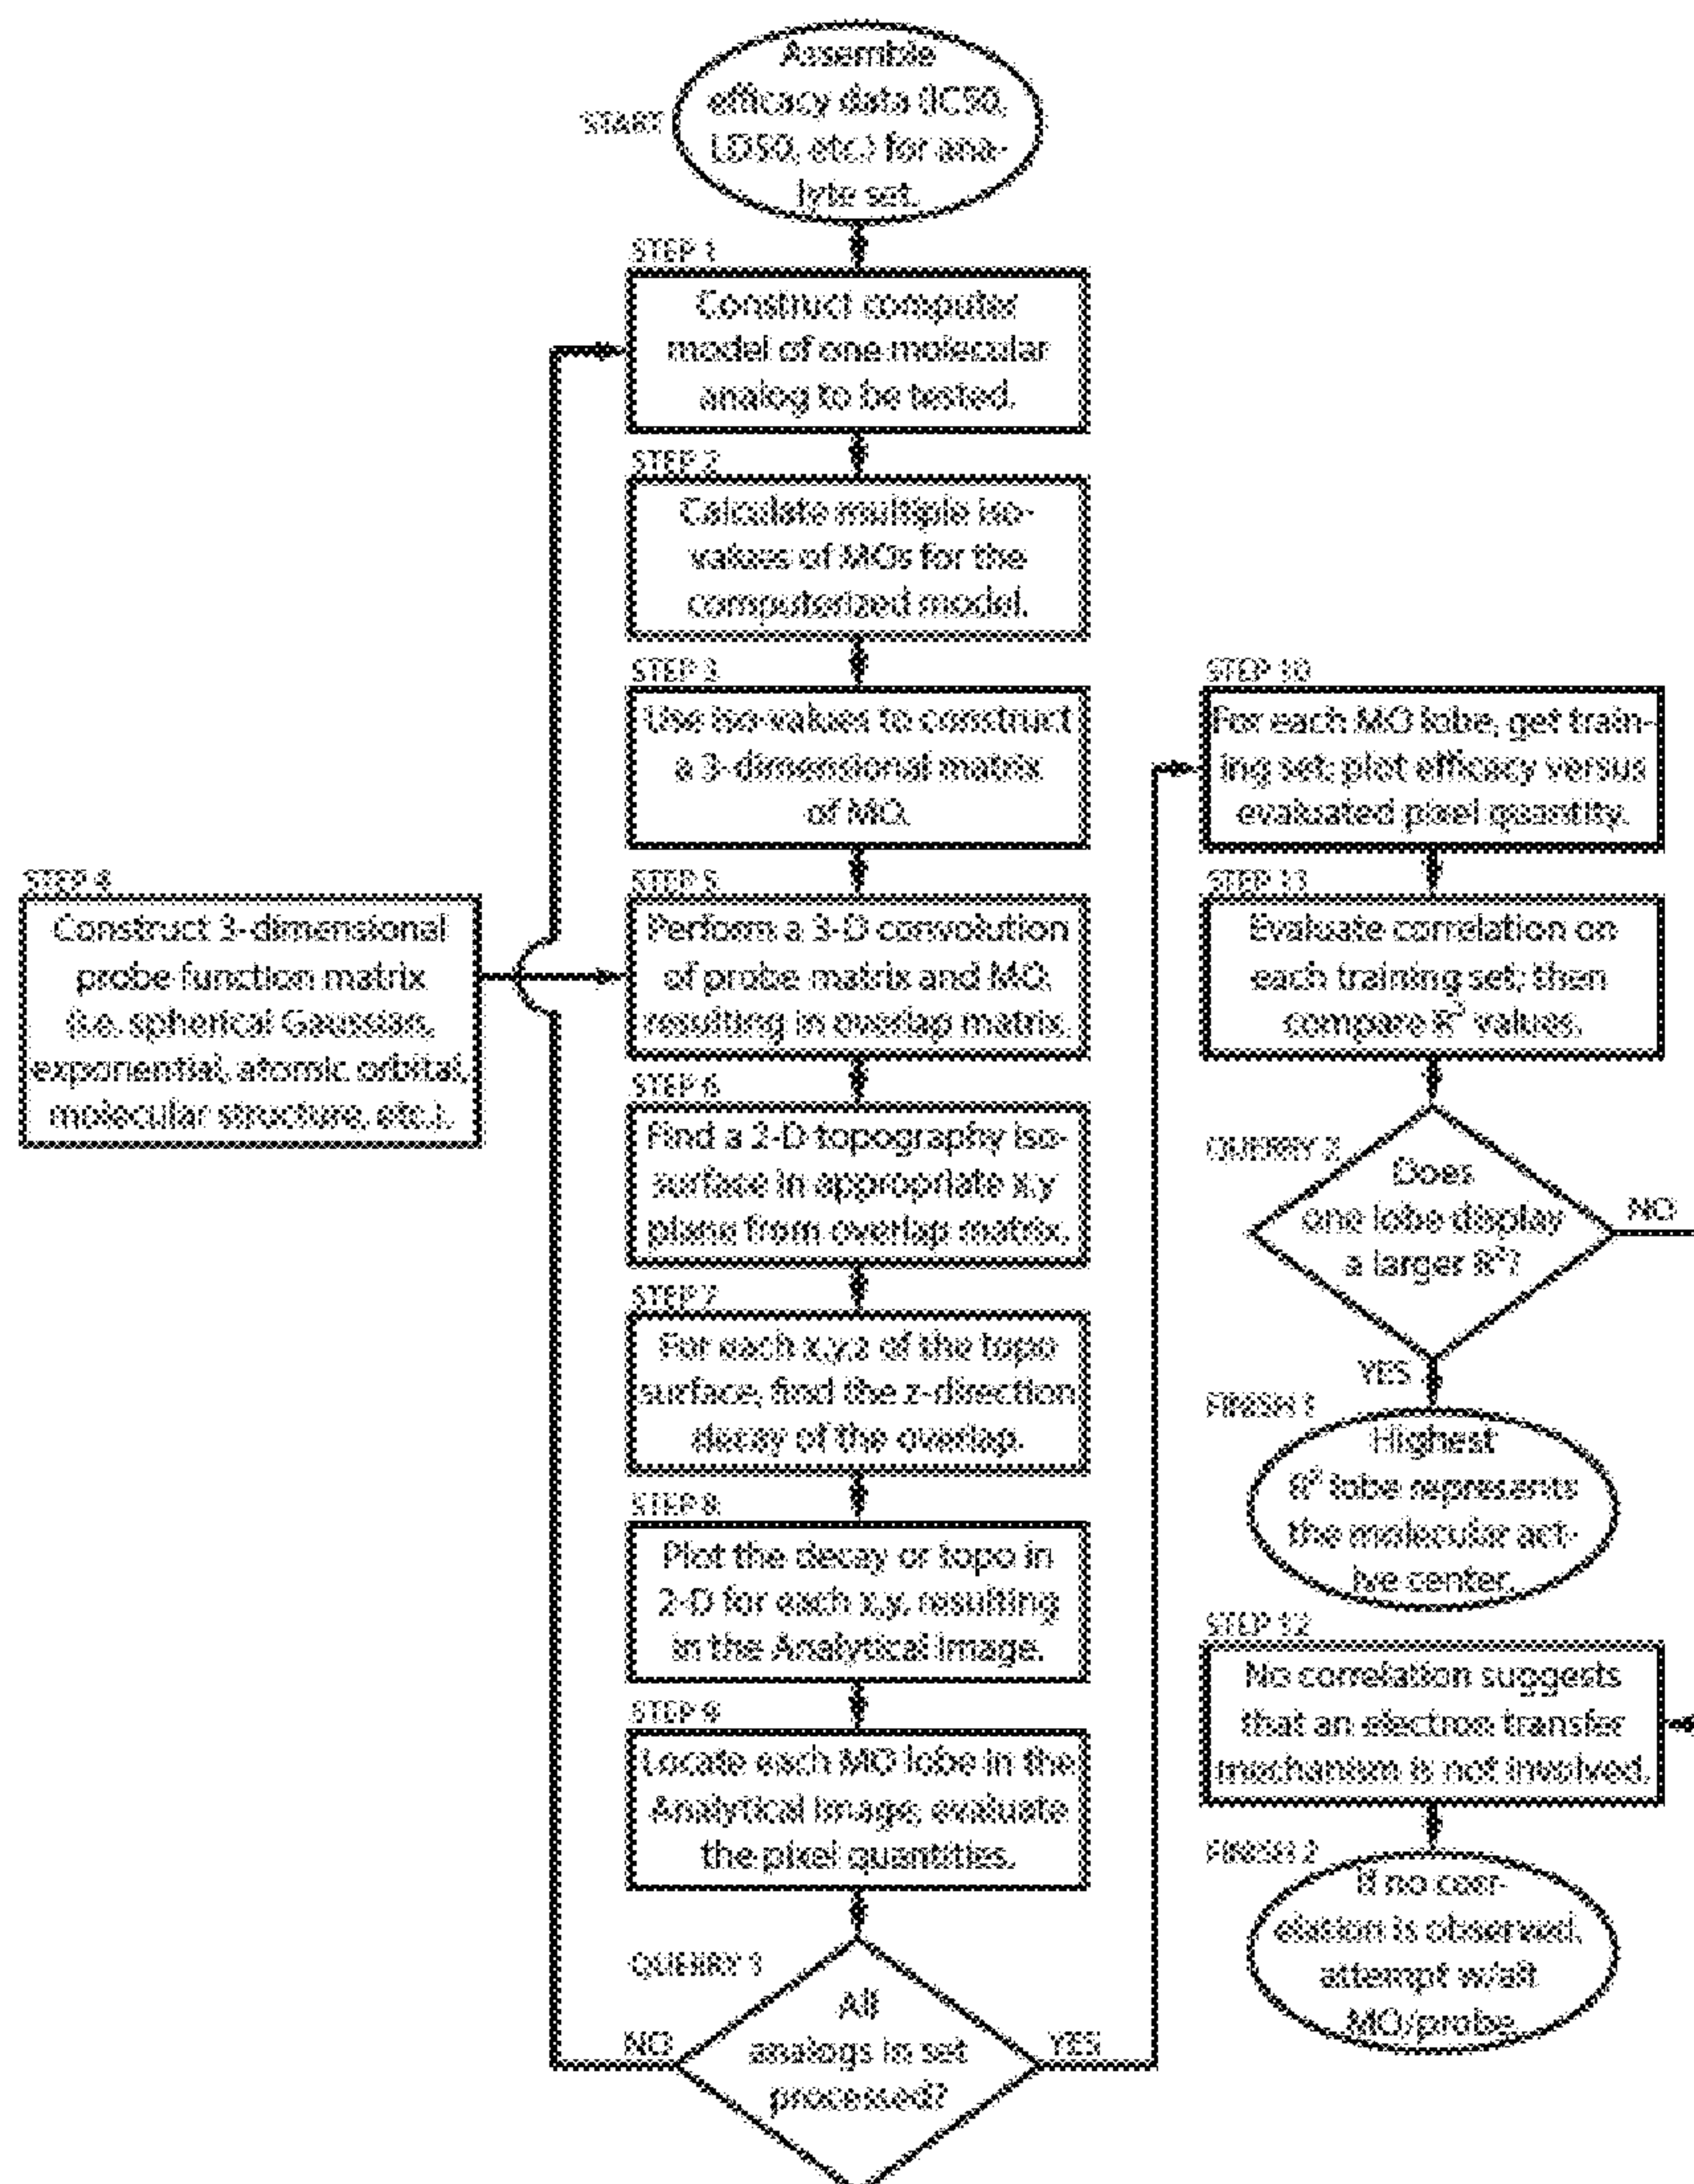 START
Assemble
efficacy data (IC50,
LD50, etc.) for ana-
lyte set.
STEP 1
Construct computer
model of one molecular
analog to be tested.
STEP 2
Calculate multiple iso-
values of MOs for the
computerized model.
STEP 3
Use iso-values to construct
a 3-dimensional matrix
of MO.
STEP 4
Construct 3-dimensional
probe function matrix
(i.e. spherical Gaussian,
exponential, atomic orbital,
molecular structure, etc.).
STEP 5
Perform a 3-D convolution
of probe matrix and MO,
resulting in overlap matrix.
STEP 6
Find a 2-D topography iso-
surface in appropriate x,y
plane from overlap matrix.
STEP 7
For each x,y,z of the topo
surface, find the z-direction
decay of the overlap.
STEP 8
Plot the decay or topo in
2-D for each x,y, resulting
in the Analytical Image.
STEP 9
Locate each MO lobe in the
Analytical Image, evaluate
the pixel quantities.
QUERRY 1
All
analogs in set
processed?
NO
YES
STEP 10
For each MO lobe, get train-
ing set; plot efficacy versus
evaluated pixel quantity.
STEP 11
Evaluate correlation on
each training set; then
compare R² values.
QUERRY 2
Does
one lobe display
a larger R²?
NO
YES
FINISH 1
Highest
R² lobe represents
the molecular act-
ive center.
STEP 12
No correlation suggests
that an electron transfer
mechanism is not involved.
FINISH 2
If no corr-
elation is observed,
attempt w/alt
MO/probe